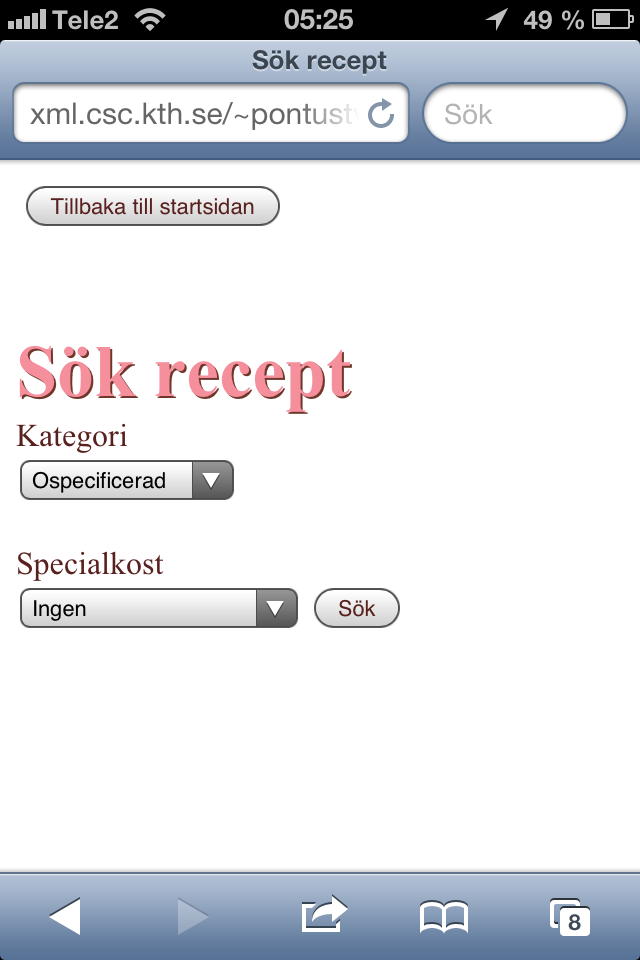 Tele2 05:25 49 %
Sök recept
xml.csc.kth.se/~pontust Sök
Tillbaka till startsidan
Sök recept
Kategori
Ospecificerad
Specialkost
Ingen Sök
8